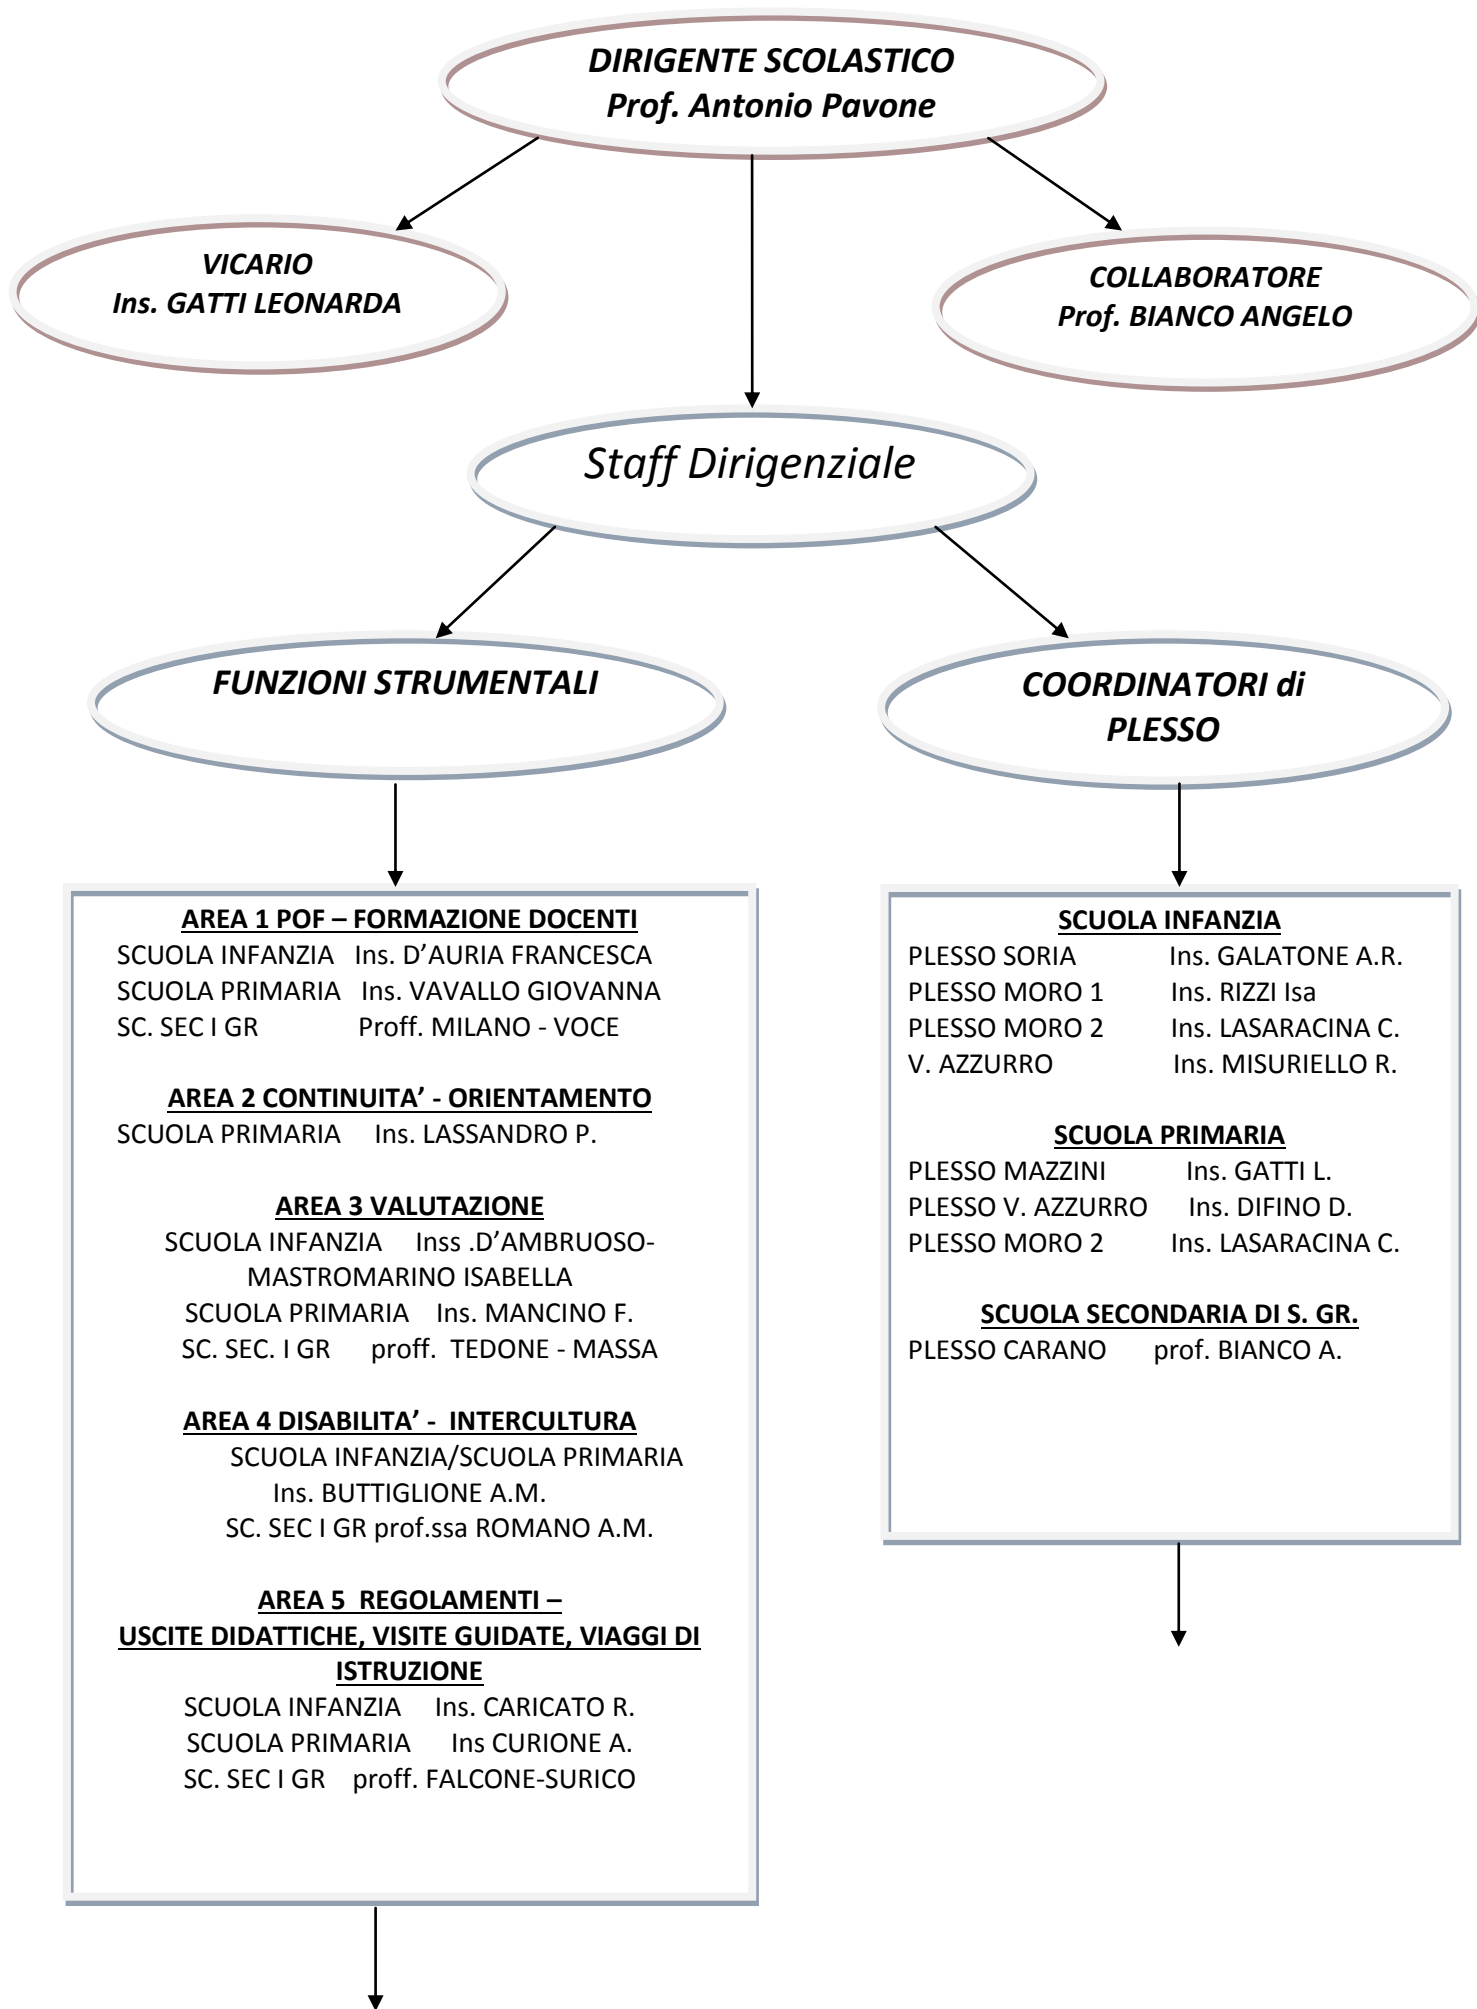 DIRIGENTE SCOLASTICO
Prof. Antonio Pavone
VICARIO
Ins. GATTI LEONARDA
COLLABORATORE
Prof. BIANCO ANGELO
Staff Dirigenziale
FUNZIONI STRUMENTALI
COORDINATORI di
PLESSO
AREA 1 POF – FORMAZIONE DOCENTI
SCUOLA INFANZIA Ins. D’AURIA FRANCESCA
SCUOLA PRIMARIA Ins. VAVALLO GIOVANNA
SC. SEC I GR Proff. MILANO - VOCE
AREA 2 CONTINUITA’ - ORIENTAMENTO
SCUOLA PRIMARIA Ins. LASSANDRO P.
AREA 3 VALUTAZIONE
SCUOLA INFANZIA Inss .D’AMBRUOSO-
MASTROMARINO ISABELLA
SCUOLA PRIMARIA Ins. MANCINO F.
SC. SEC. I GR proff. TEDONE - MASSA
AREA 4 DISABILITA’ - INTERCULTURA
SCUOLA INFANZIA/SCUOLA PRIMARIA
Ins. BUTTIGLIONE A.M.
SC. SEC I GR prof.ssa ROMANO A.M.
AREA 5 REGOLAMENTI –
USCITE DIDATTICHE, VISITE GUIDATE, VIAGGI DI
ISTRUZIONE
SCUOLA INFANZIA Ins. CARICATO R.
SCUOLA PRIMARIA Ins CURIONE A.
SC. SEC I GR proff. FALCONE-SURICO
SCUOLA INFANZIA
PLESSO SORIA Ins. GALATONE A.R.
PLESSO MORO 1 Ins. RIZZI Isa
PLESSO MORO 2 Ins. LASARACINA C.
V. AZZURRO Ins. MISURIELLO R.
SCUOLA PRIMARIA
PLESSO MAZZINI Ins. GATTI L.
PLESSO V. AZZURRO Ins. DIFINO D.
PLESSO MORO 2 Ins. LASARACINA C.
SCUOLA SECONDARIA DI S. GR.
PLESSO CARANO prof. BIANCO A.